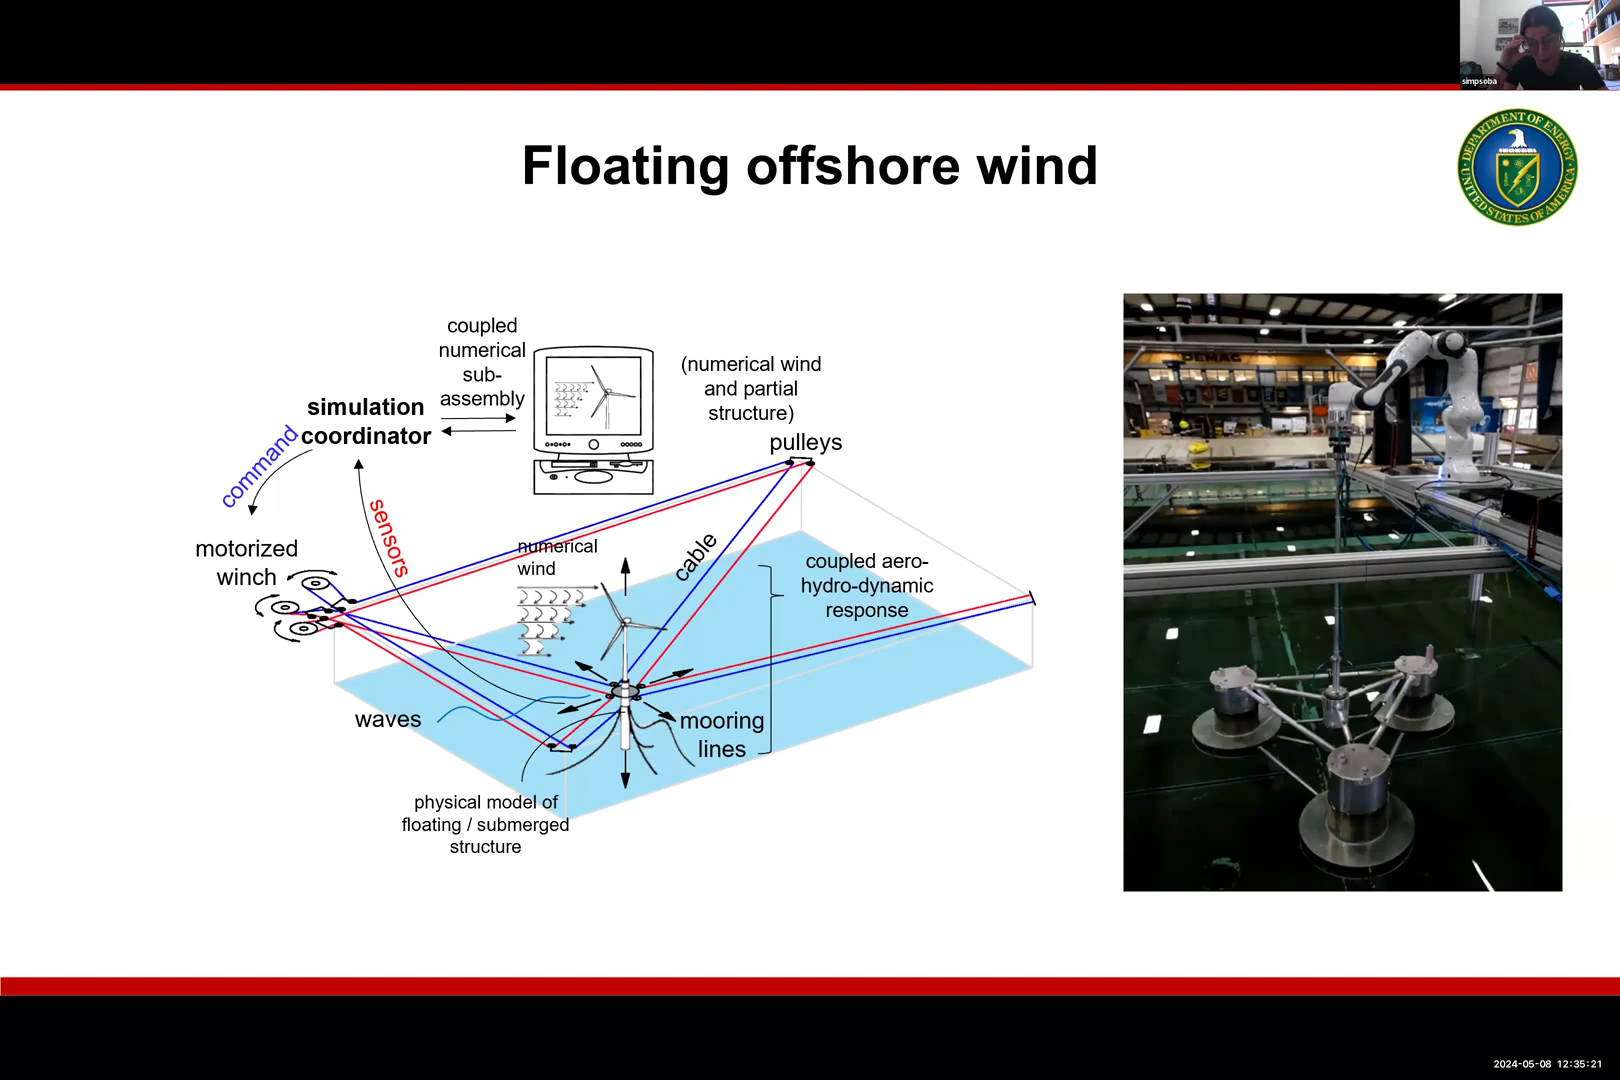 simpsoba
Floating offshore wind
DEPARTMENT OF ENERGY
UNITED STATES OF AMERICA
coupled
numerical
sub-
assembly
(numerical wind
and partial
structure)
simulation
coordinator
command
sensors
pulleys
motorized
winch
numerical
wind
cable
coupled aero-
hydro-dynamic
response
waves
mooring
lines
physical model of
floating / submerged
structure
DEMAG
2024-05-08 12:35:21